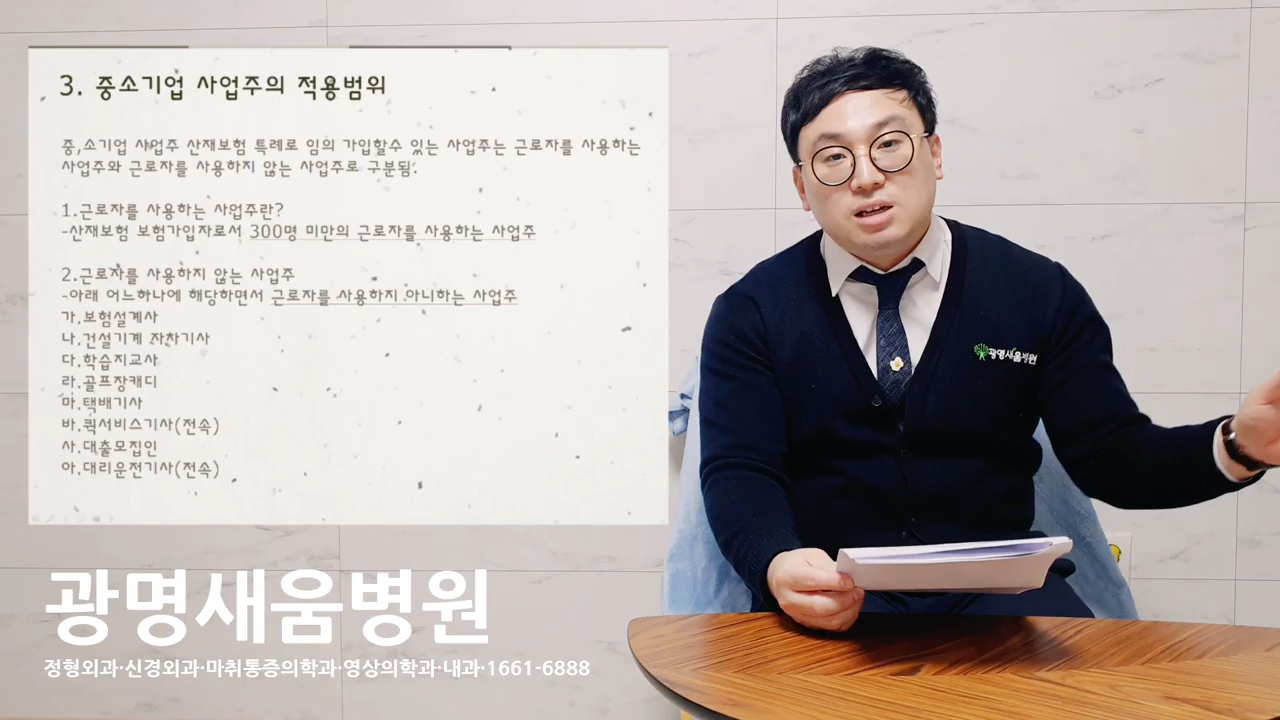 3. 중소기업 사업주의 적용범위
중,소기업 사업주 산재보험 특례로 임의 가입할수 있는 사업주는 근로자를 사용하는
사업주와 근로자를 사용하지 않는 사업주로 구분됨.
1.근로자를 사용하는 사업주란?
-산재보험 보험가입자로서 300명 미만의 근로자를 사용하는 사업주
2.근로자를 사용하지 않는 사업주
-아래 어느하나에 해당하면서 근로자를 사용하지 아니하는 사업주
가.보험설계사
나.건설기계 자차기사
다.학습지교사
라.골프장캐디
마.택배기사
바.퀵서비스기사(전속)
사.대출모집인
아.대리운전기사(전속)
광명새움병원
광명새움병원
정형외과·신경외과·마취통증의학과·영상의학과·내과·1661-6888